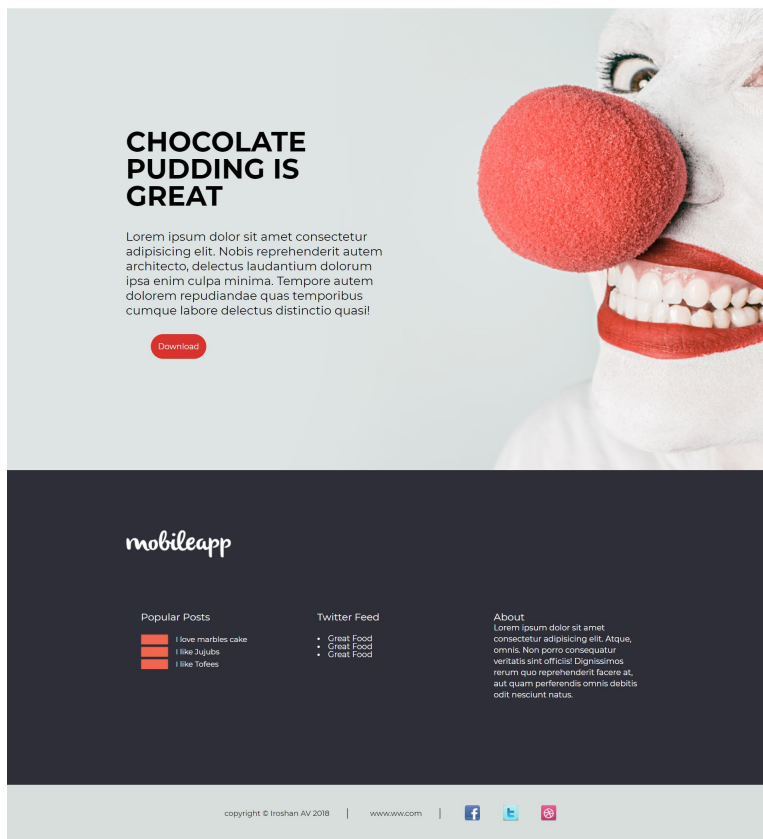 CHOCOLATE
PUDDING IS
GREAT
Lorem ipsum dolor sit amet consectetur
adipisicing elit. Nobis reprehenderit autem
architecto, delectus laudantium dolorum
ipsa enim culpa minima. Tempore autem
dolorem repudiandae quas temporibus
cumque labore delectus distinctio quasi!
Download
mobileapp
Popular Posts
I love marbles cake
I like Jujubs
I like Tofees
Twitter Feed
Great Food
Great Food
Great Food
About
Lorem ipsum dolor sit amet
consectetur adipisicing elit. Atque,
omnis. Non porro consequatur
veritatis sint officiis! Dignissimos
rerum quo reprehenderit facere at,
aut quam perferendis omnis debitis
odit nesciunt natus.
copyright © Iroshan AV 2018 | www.ww.com |